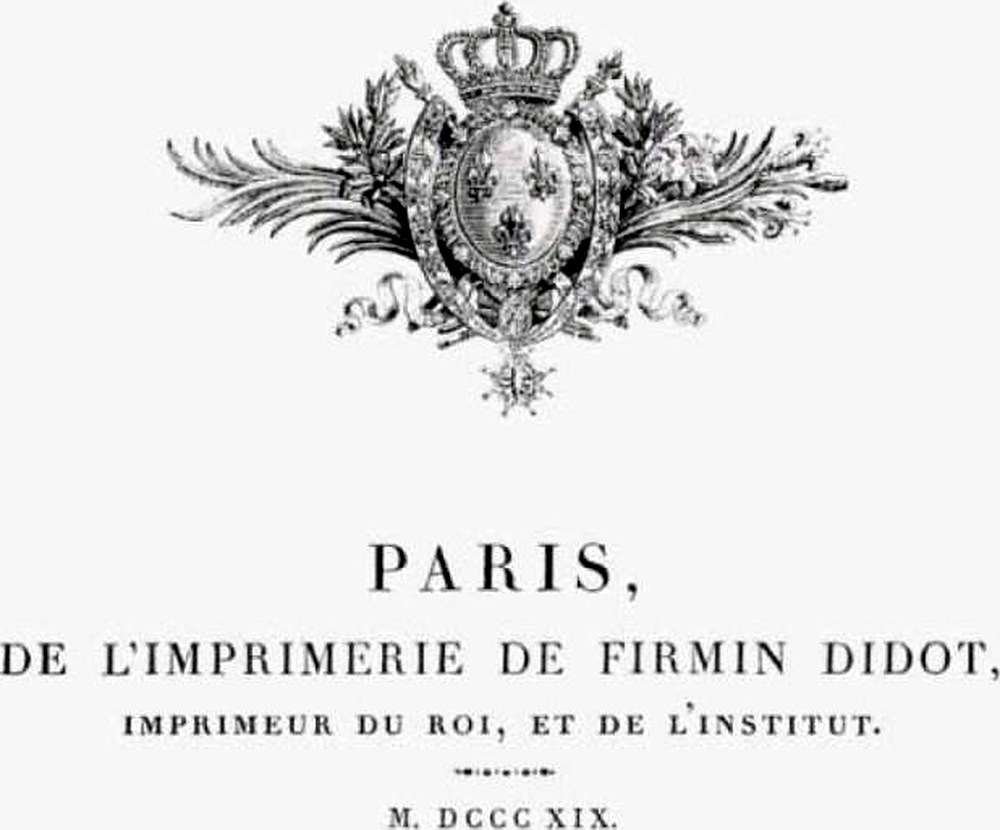 PARIS,
DE L'IMPRIMERIE DE FIRMIN DIDOT,
IMPRIMEUR DU ROI, ET DE L'INSTITUT.
M. DCCC XIX.